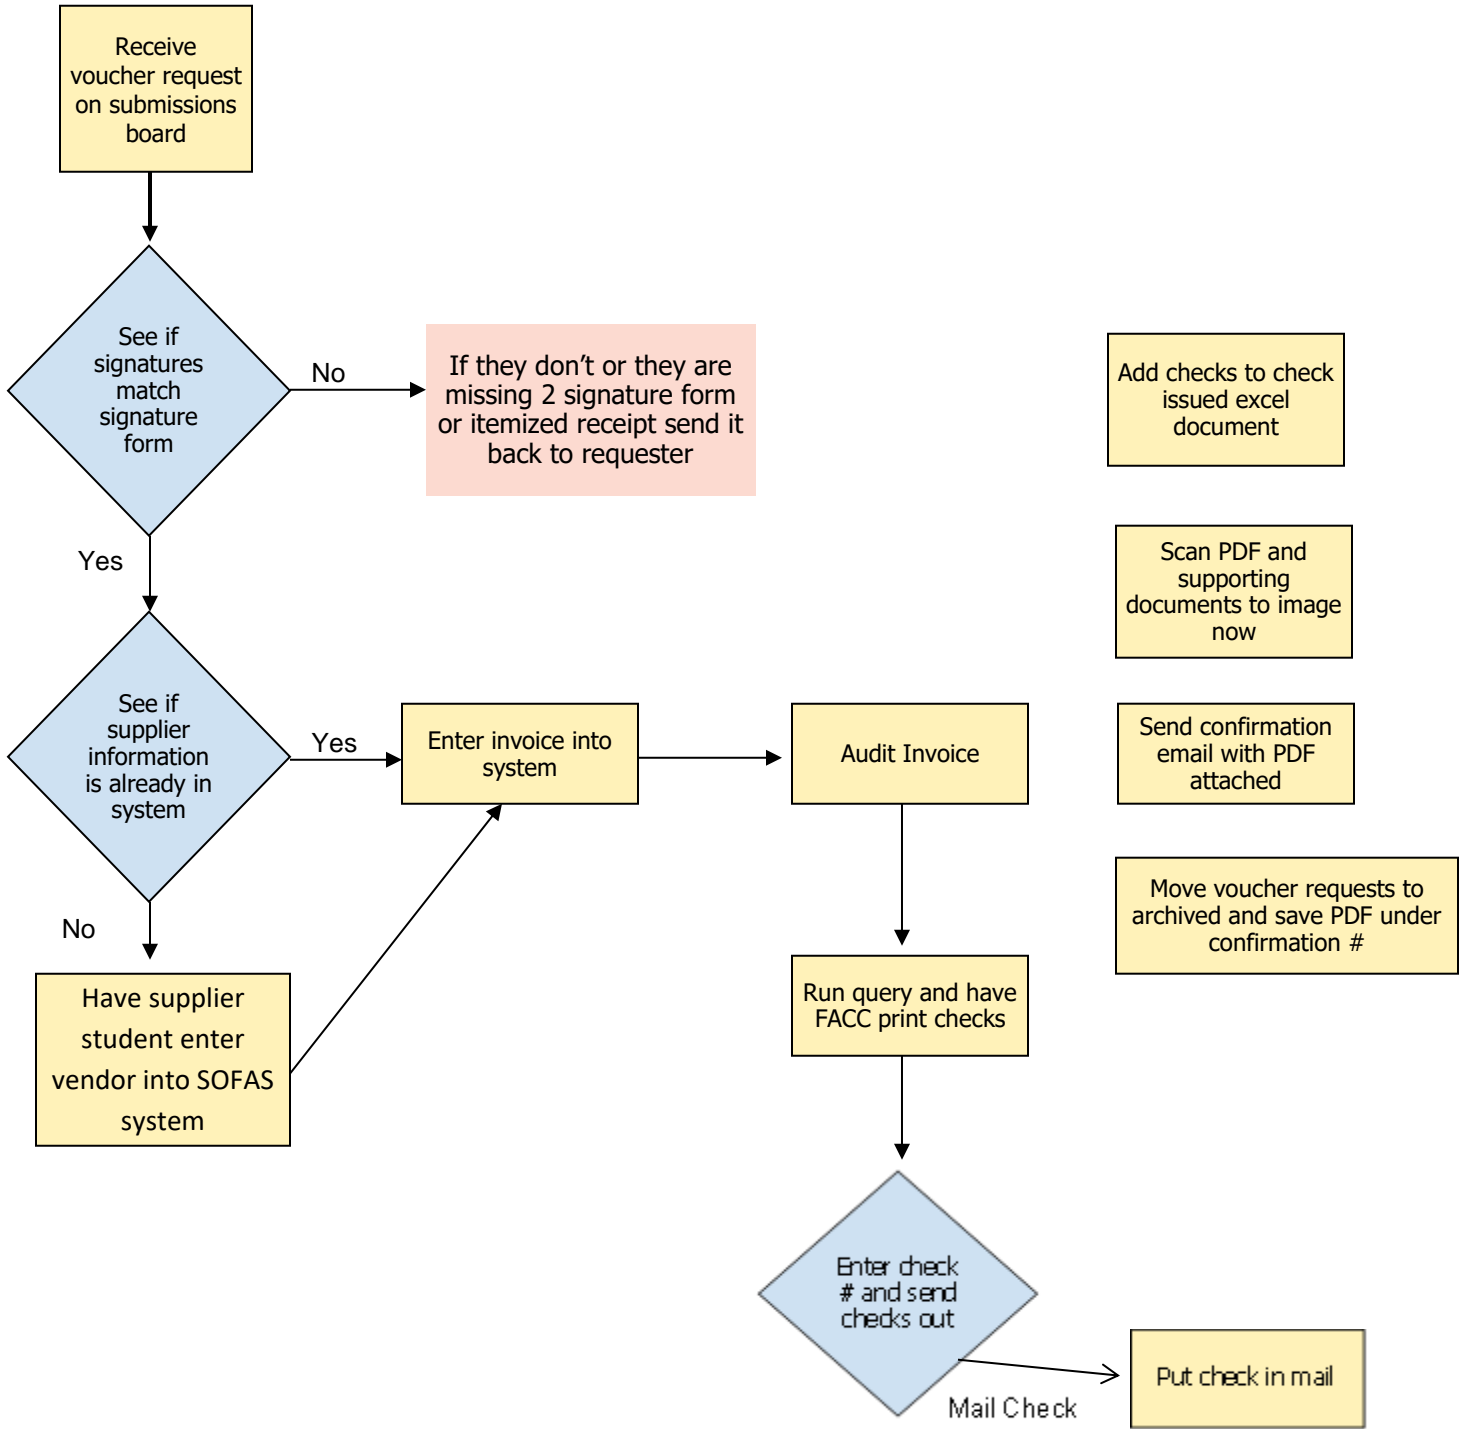 Receive
voucher request
on submissions
board
See if
signatures
match
signature
form
No
If they don’t or they are
missing 2 signature form
or itemized receipt send it
back to requester
Yes
See if
supplier
information
is already in
system
Yes
Enter invoice into
system
Audit Invoice
No
Have supplier
student enter
vendor into SOFAS
system
Run query and have
FACC print checks
Enter check
# and send
checks out
Mail Check
Put check in mail
Add checks to check
issued excel
document
Scan PDF and
supporting
documents to image
now
Send confirmation
email with PDF
attached
Move voucher requests to
archived and save PDF under
confirmation #